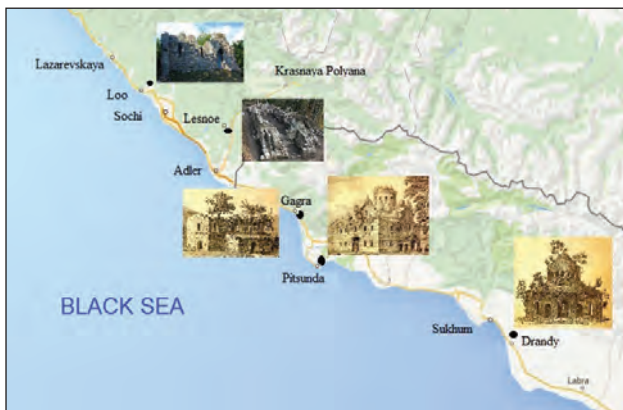 Lazarevskaya
Krasnaya Polyana
Loo
Sochi
Lesnoe
Adler
Gagra
Pitsunda
BLACK SEA
Sukhum
Drandy
Labra